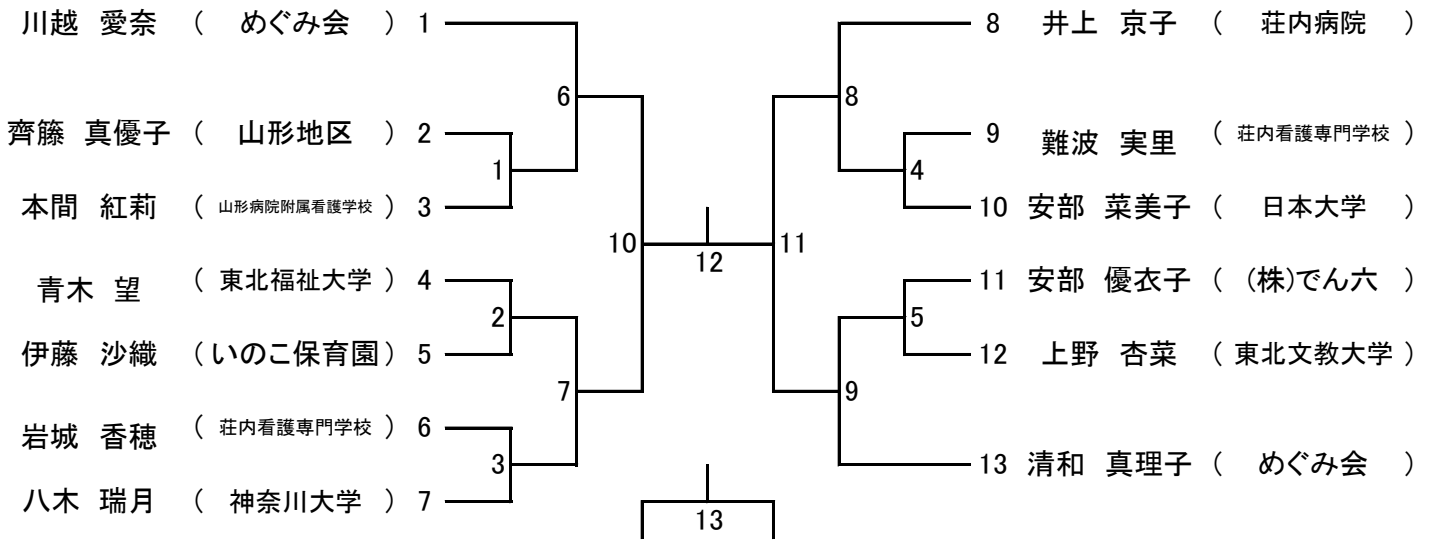 川越 愛奈 ( めぐみ会 ) 1
齊籐 真優子 ( 山形地区 ) 2
本間 紅莉 ( 山形病院附属看護学校 ) 3
青木 望 ( 東北福祉大学 ) 4
伊藤 沙織 ( いのこ保育園 ) 5
岩城 香穂 ( 荘内看護専門学校 ) 6
八木 瑞月 ( 神奈川大学 ) 7
6
1
2
7
3
10
12
13
11
8
4
5
9
8 井上 京子 ( 荘内病院 )
9 難波 実里 ( 荘内看護専門学校 )
10 安部 菜美子 ( 日本大学 )
11 安部 優衣子 ( (株)でん六 )
12 上野 杏菜 ( 東北文教大学 )
13 清和 真理子 ( めぐみ会 )